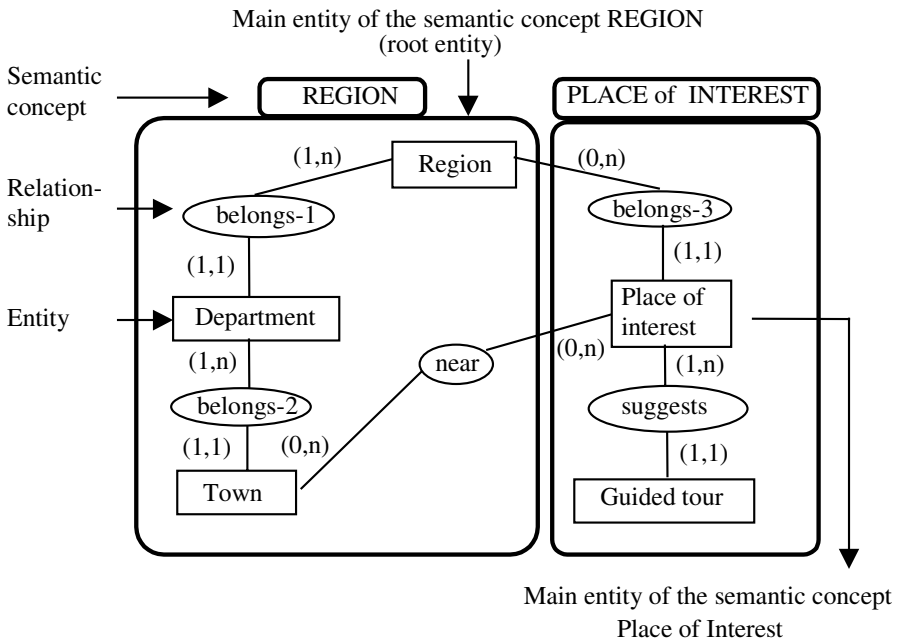 Main entity of the semantic concept REGION
(root entity)
Semantic
concept
REGION
PLACE of INTEREST
(1,n)
Region
(0,n)
Relation-
ship
belongs-1
belongs-3
(1,1)
(1,1)
Entity
Department
Place of
interest
(1,n)
near
(0,n)
(1,n)
belongs-2
suggests
(1,1)
(0,n)
(1,1)
Town
Guided tour
Main entity of the semantic concept
Place of Interest